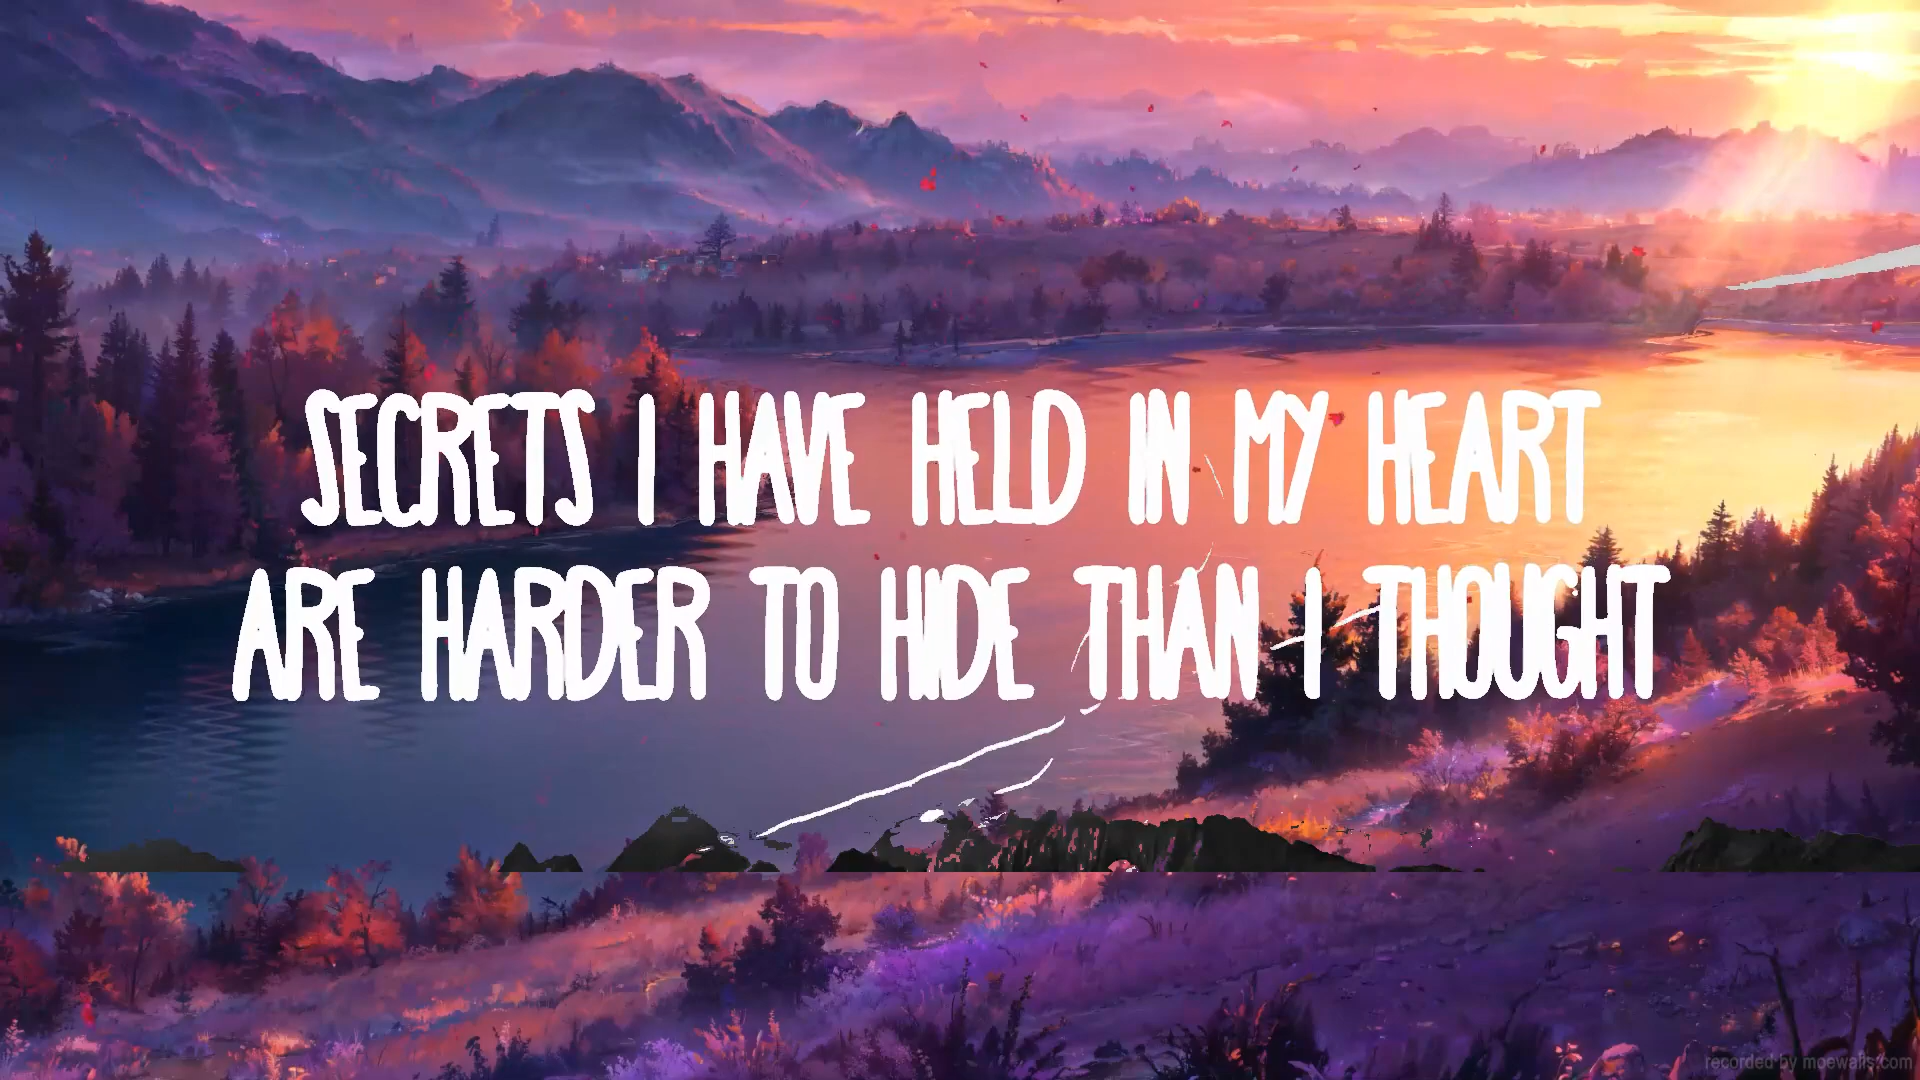 SECRETS I HAVE HELD IN MY HEART
ARE HARDER TO HIDE THAN I THOUGHT
recorded by moewalls.com